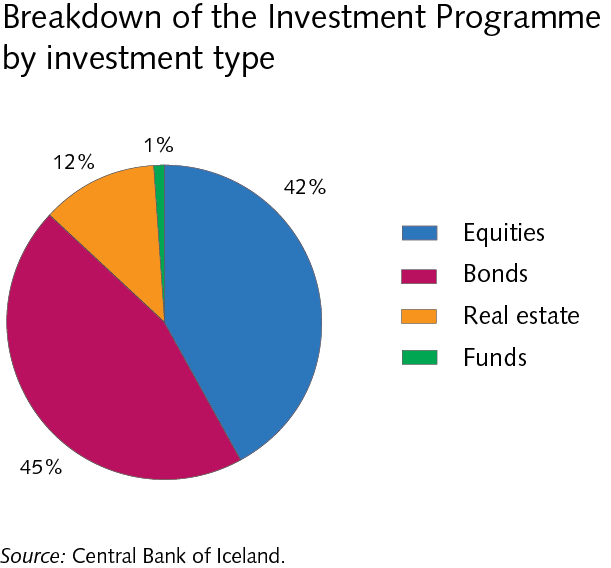 Breakdown of the Investment Programme
by investment type
1%
12%
42%
Equities
Bonds
Real estate
Funds
45%
Source: Central Bank of Iceland.